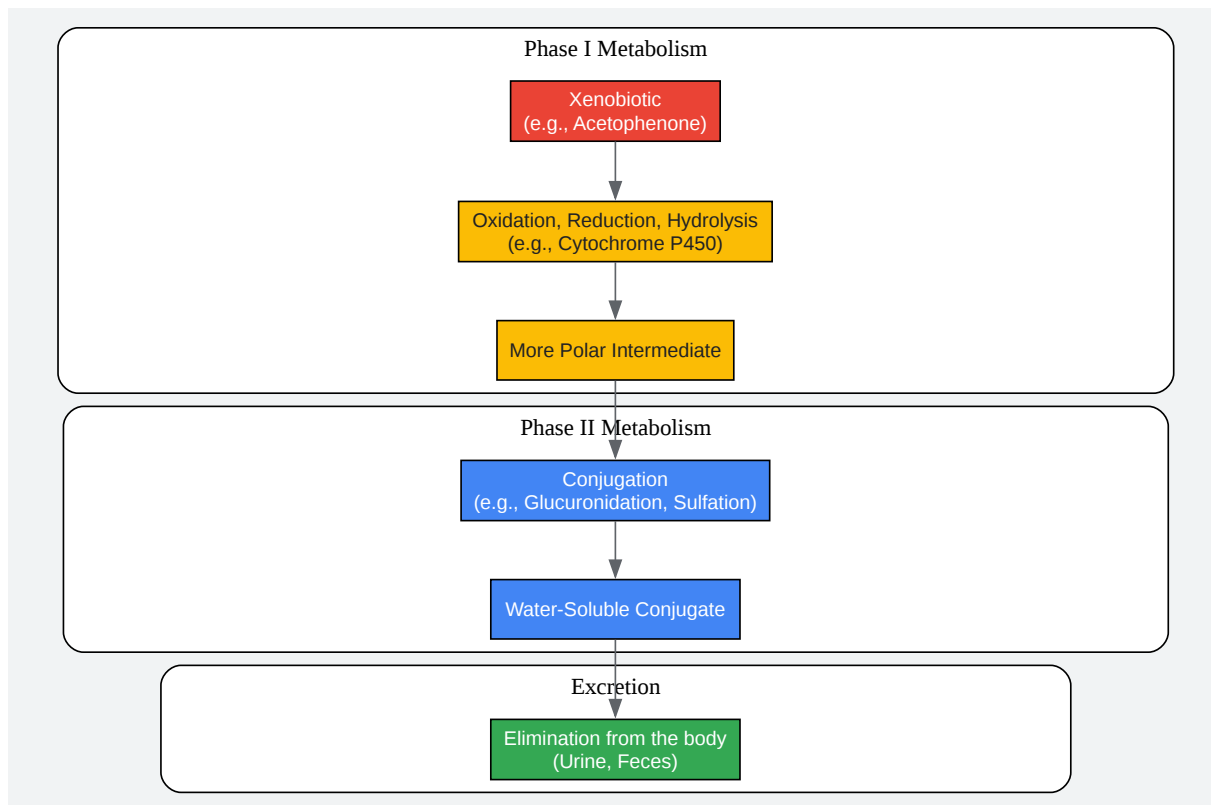 Phase I Metabolism
Xenobiotic
(e.g., Acetophenone)
Oxidation, Reduction, Hydrolysis
(e.g., Cytochrome P450)
More Polar Intermediate
Phase II Metabolism
Conjugation
(e.g., Glucuronidation, Sulfation)
Water-Soluble Conjugate
Excretion
Elimination from the body
(Urine, Feces)